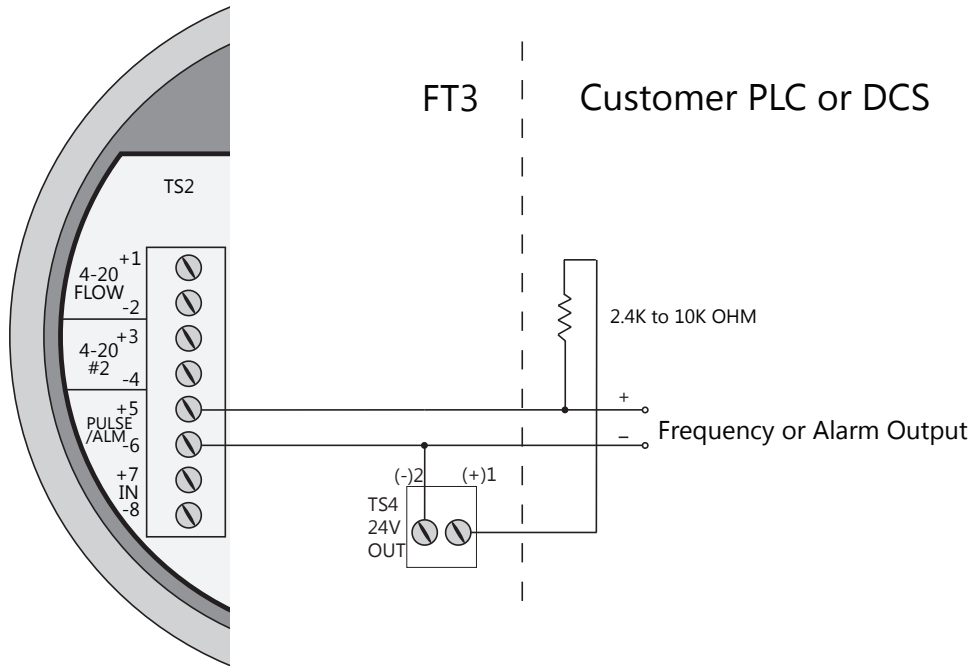 FT3
Customer PLC or DCS
TS2
+1
4-20
FLOW
-2
+3
4-20
#2
-4
+5
PULSE
/ALM
-6
+7
IN
-8
2.4K to 10K OHM
+
–
Frequency or Alarm Output
(-)2
(+)1
TS4
24V
OUT